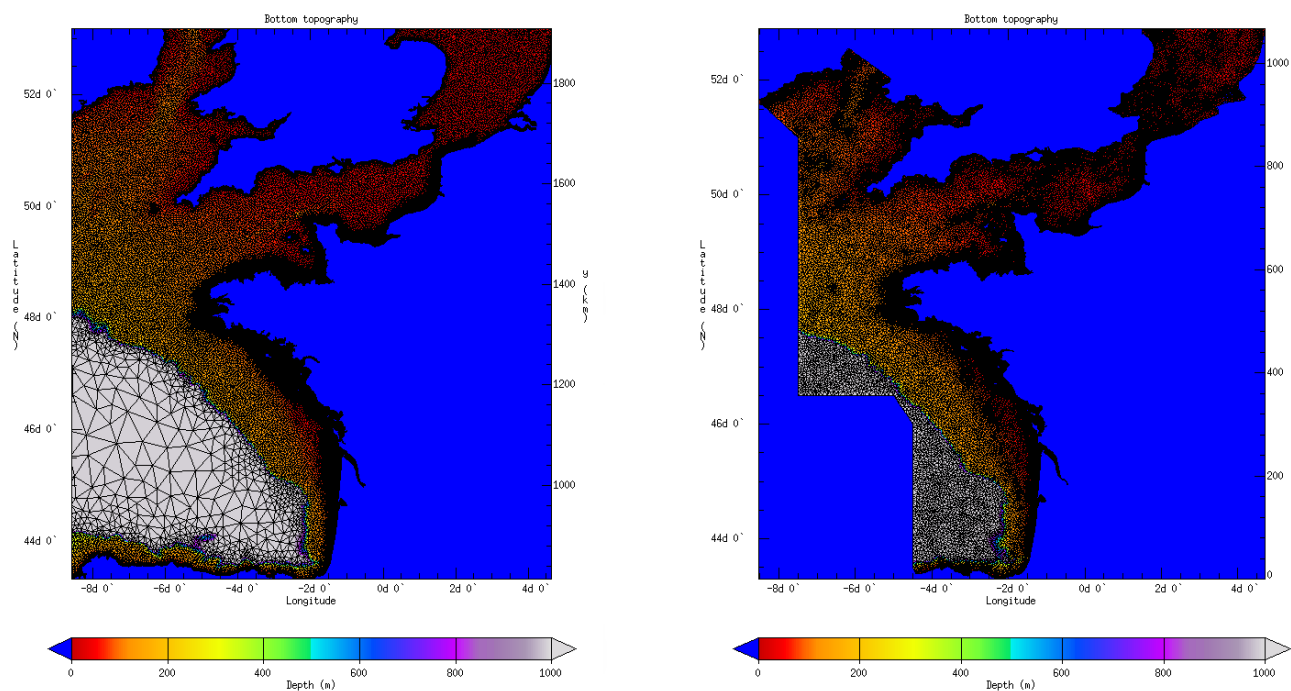 Bottom topography
52d 0`
50d 0`
48d 0`
46d 0`
44d 0`
Latitude (N)
1800
1600
1400
1200
1000
y (km)
-8d 0`
-6d 0`
-4d 0`
-2d 0`
0d 0`
2d 0`
4d 0`
Longitude
0
200
400
600
800
1000
Depth (m)
Bottom topography
52d 0`
50d 0`
48d 0`
46d 0`
44d 0`
Latitude (N)
1000
800
600
400
200
0
-8d 0`
-6d 0`
-4d 0`
-2d 0`
0d 0`
2d 0`
4d 0`
Longitude
0
200
400
600
800
1000
Depth (m)